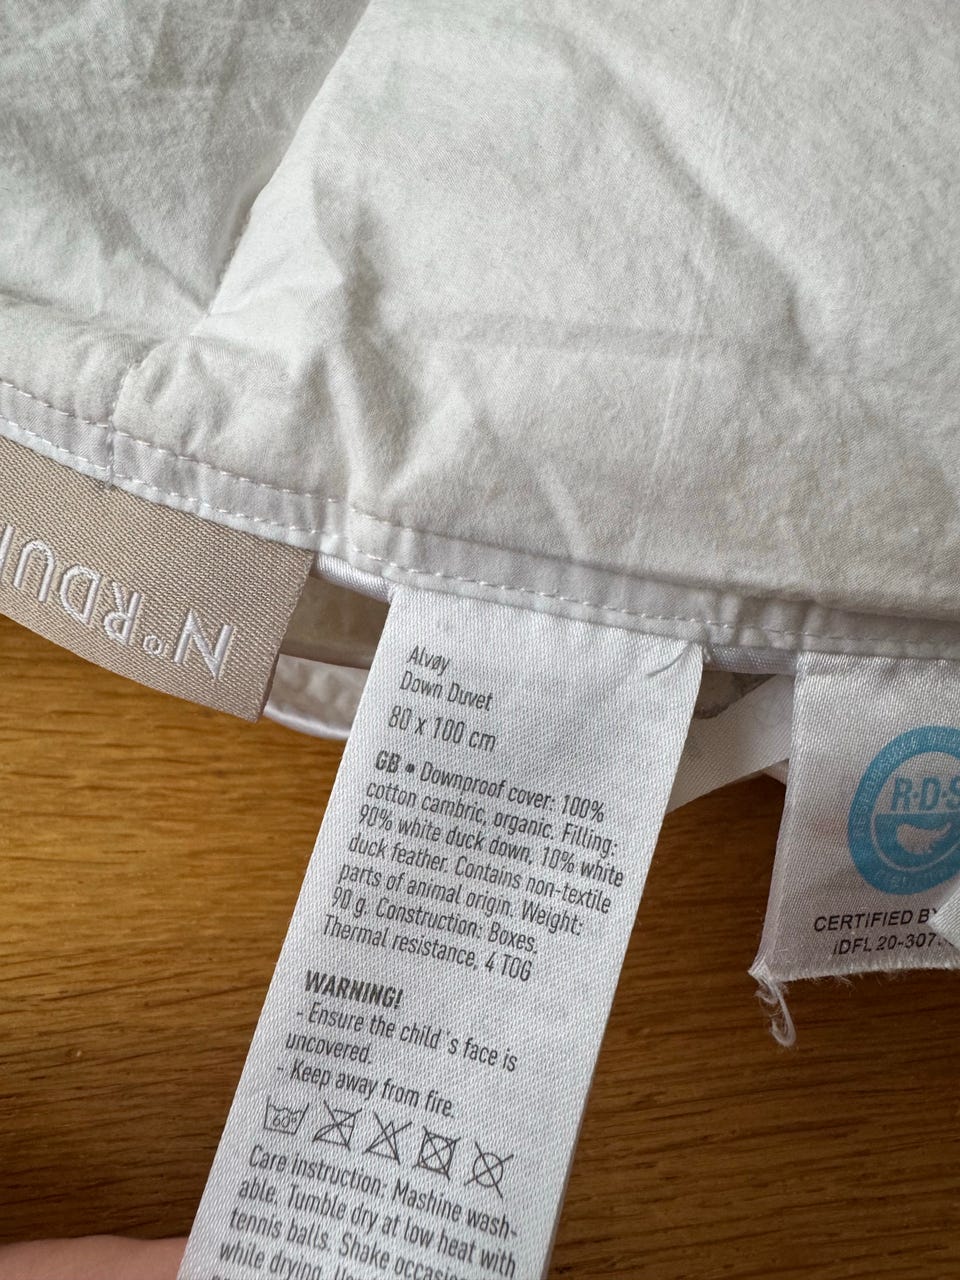 N°RDU
Alvøy
Down Duvet
80 x 100 cm
GB • Downproof cover: 100%
cotton cambric, organic. Filling:
90% white duck down, 10% white
duck feather. Contains non-textile
parts of animal origin. Weight:
90 g. Construction: Boxes.
Thermal resistance, 4 TOG
WARNING!
- Ensure the child´s face is
uncovered.
- Keep away from fire.
60°
Care instruction: Mashine wash-
able. Tumble dry at low heat with
tennis balls. Shake
while drying.
R·D·S
CERTIFIED BY
IDFL 20-307